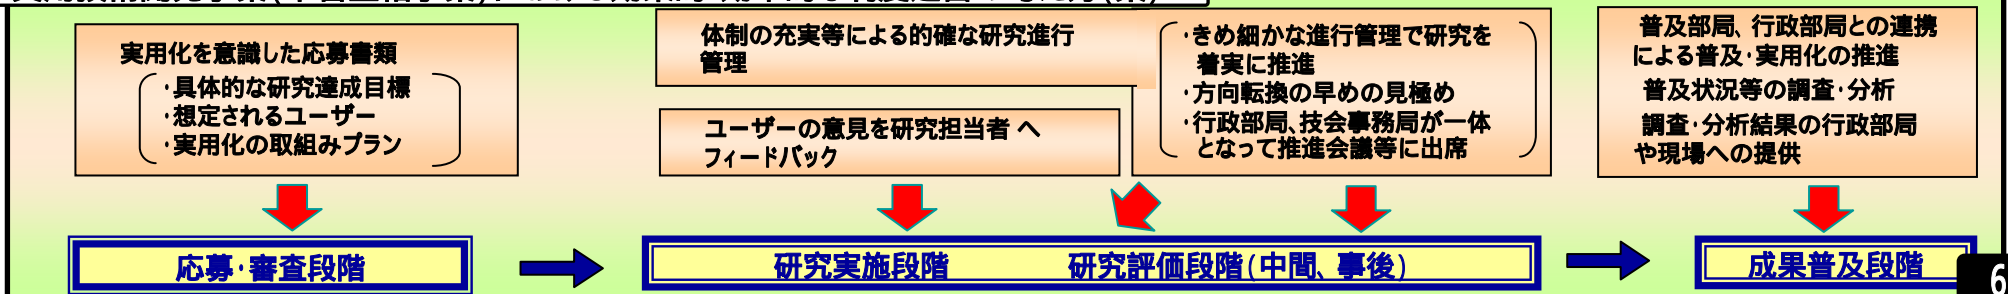 実用化を意識した応募書類
・具体的な研究達成目標
・想定されるユーザー
・実用化の取組みプラン
体制の充実等による的確な研究進行
管理
ユーザーの意見を研究担当者 へ
フィードバック
・きめ細かな進行管理で研究を
着実に推進
・方向転換の早めの見極め
・行政部局、技会事務局が一体
となって推進会議等に出席
普及部局、行政部局との連携
による普及・実用化の推進
普及状況等の調査・分析
調査・分析結果の行政部局
や現場への提供
応募・審査段階
研究実施段階
研究評価段階(中間、事後)
成果普及段階
6